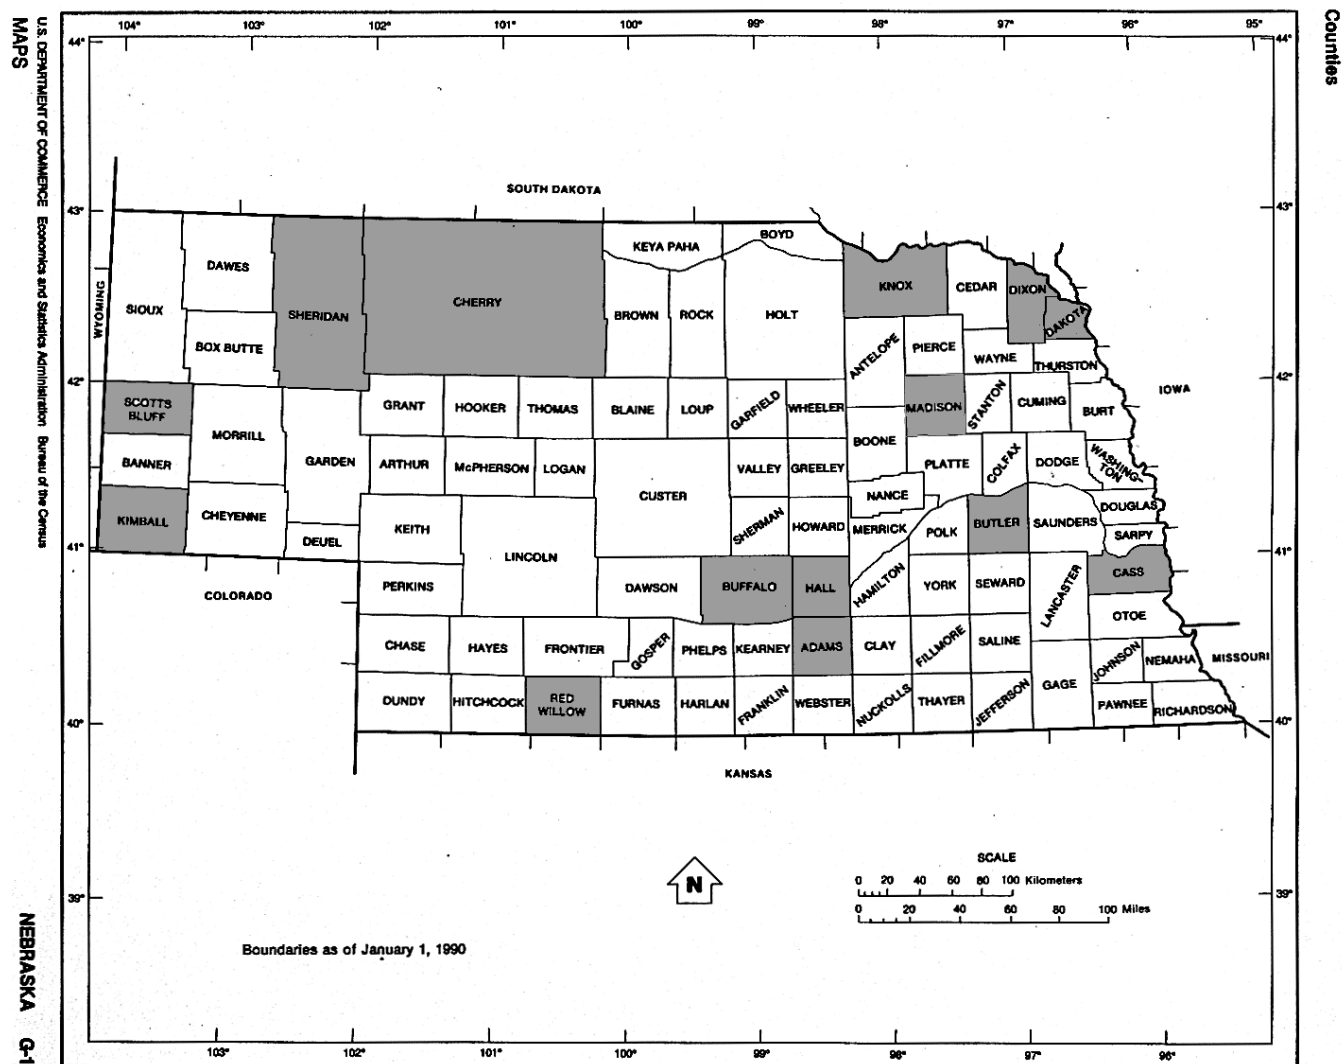 Counties
U.S. DEPARTMENT OF COMMERCE Economics and Statistics Administration Bureau of the Census
MAPS
NEBRASKA G-1
104° 103° 102° 101° 100° 99° 98° 97° 96° 95°
44° 44°
SOUTH DAKOTA
43° 43°
BOYD
KEYA PAHA
DAWES
KNOX
CEDAR
DIXON
WYOMING
SIOUX
SHERIDAN
CHERRY
BROWN
ROCK
HOLT
DAKOTA
BOX BUTTE
ANTELOPE
PIERCE
WAYNE
THURSTON
42° 42°
IOWA
SCOTTS
BLUFF
GRANT
HOOKER
THOMAS
BLAINE
LOUP
GARFIELD
WHEELER
MADISON
STANTON
CUMING
BURT
MORRILL
BOONE
BANNER
GARDEN
ARTHUR
McPHERSON
LOGAN
CUSTER
VALLEY
GREELEY
PLATTE
COLFAX
DODGE
WASHING-
TON
NANCE
KIMBALL
CHEYENNE
DEUEL
KEITH
LINCOLN
SHERMAN
HOWARD
MERRICK
POLK
BUTLER
SAUNDERS
DOUGLAS
SARPY
41° 41°
COLORADO
PERKINS
DAWSON
BUFFALO
HALL
HAMILTON
YORK
SEWARD
LANCASTER
CASS
OTOE
CHASE
HAYES
FRONTIER
GOSPER
PHELPS
KEARNEY
ADAMS
CLAY
FILLMORE
SALINE
JOHNSON
NEMAHA
MISSOURI
DUNDY
HITCHCOCK
RED
WILLOW
FURNAS
HARLAN
FRANKLIN
WEBSTER
NUCKOLLS
THAYER
JEFFERSON
GAGE
PAWNEE
RICHARDSON
40° 40°
KANSAS
SCALE
0 20 40 60 80 100 Kilometers
0 20 40 60 80 100 Miles
N
39° 39°
Boundaries as of January 1, 1990
103° 102° 101° 100° 99° 98° 97° 96°